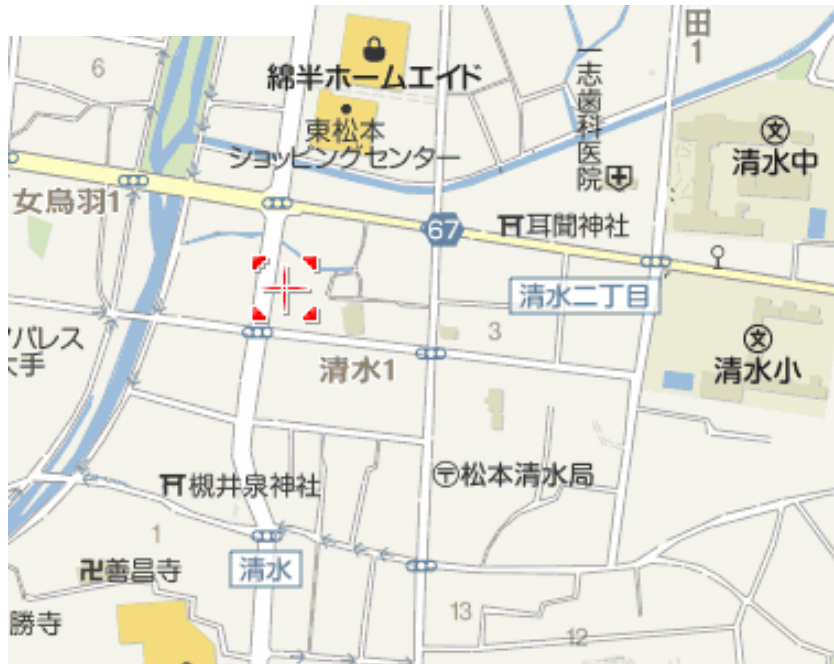 田
1
6
綿半ホームエイド
一志歯科医院
東松本
ショッピングセンター
清水中
女鳥羽1
67
耳聞神社
清水二丁目
パレス
大手
3
清水1
清水小
槻井泉神社
松本清水局
1
善昌寺
清水
勝寺
13
12